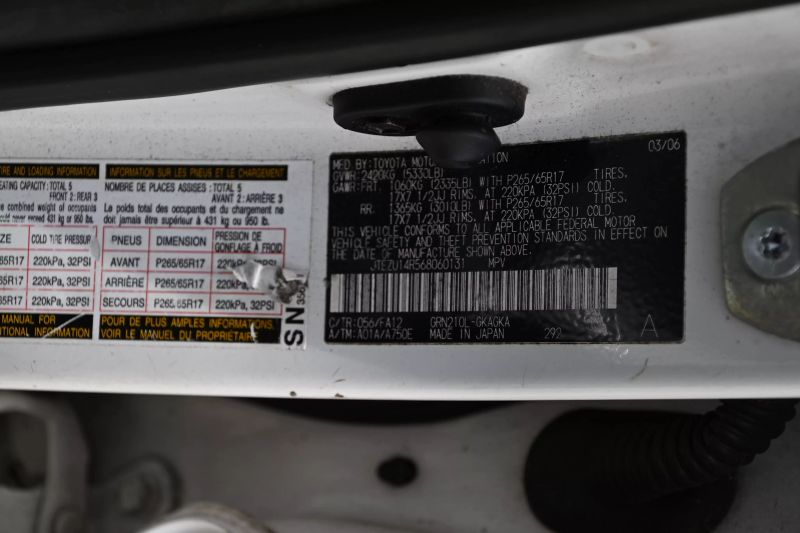 TIRE AND LOADING INFORMATION
SEATING CAPACITY: TOTAL 5
FRONT 2: REAR 3
combined weight of occupants
exceed 431 kg or 950 lbs.
COLD TIRE PRESSURE
220kPa, 32PSI
220kPa, 32PSI
220kPa, 32PSI
MANUAL FOR
INFORMATION
INFORMATION SUR LES PNEUS ET LE CHARGEMENT
NOMBRE DE PLACES ASSISES: TOTAL 5
AVANT 2: ARRIÈRE 3
Le poids total des occupants et du chargement ne
doit jamais être supérieur à 431 kg ou 950 lb.
PNEUS DIMENSION PRESSION DE GONFLAGE À FROID
AVANT P265/65R17 220kPa, 32PSI
ARRIÈRE P265/65R17
SECOURS P265/65R17 220kPa, 32PSI
POUR DE PLUS AMPLES INFORMATIONS,
VOIR LE MANUEL DU PROPRIÉTAIRE
MFD BY: TOYOTA MOTOR 03/06
GVWR: 2420KG (5330LB)
GAWR: FRT. 1060KG (2335LB) WITH P265/65R17 TIRES,
17X7 1/2JJ RIMS, AT 220KPA (32PSI) COLD.
RR. 1365KG (3010LB) WITH P265/65R17 TIRES,
17X7 1/2JJ RIMS, AT 220KPA (32PSI) COLD.
THIS VEHICLE CONFORMS TO ALL APPLICABLE FEDERAL MOTOR
VEHICLE SAFETY AND THEFT PREVENTION STANDARDS IN EFFECT ON
THE DATE OF MANUFACTURE SHOWN ABOVE.
JTEZU14R568060131 MPV
C/TR: 056/FA12 GRN210L-GKAGKA
A/TM: A01A/A750E MADE IN JAPAN 292 A